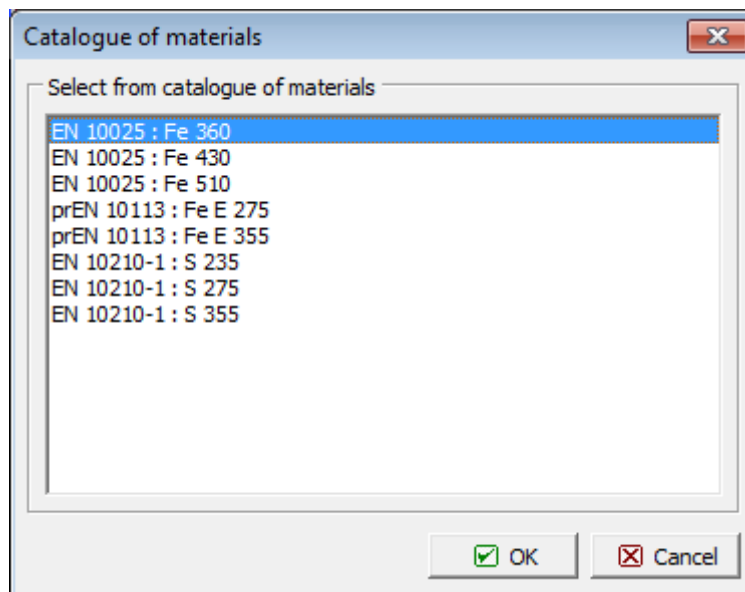 Catalogue of materials
Select from catalogue of materials
EN 10025 : Fe 360
EN 10025 : Fe 430
EN 10025 : Fe 510
prEN 10113 : Fe E 275
prEN 10113 : Fe E 355
EN 10210-1 : S 235
EN 10210-1 : S 275
EN 10210-1 : S 355
OK
Cancel